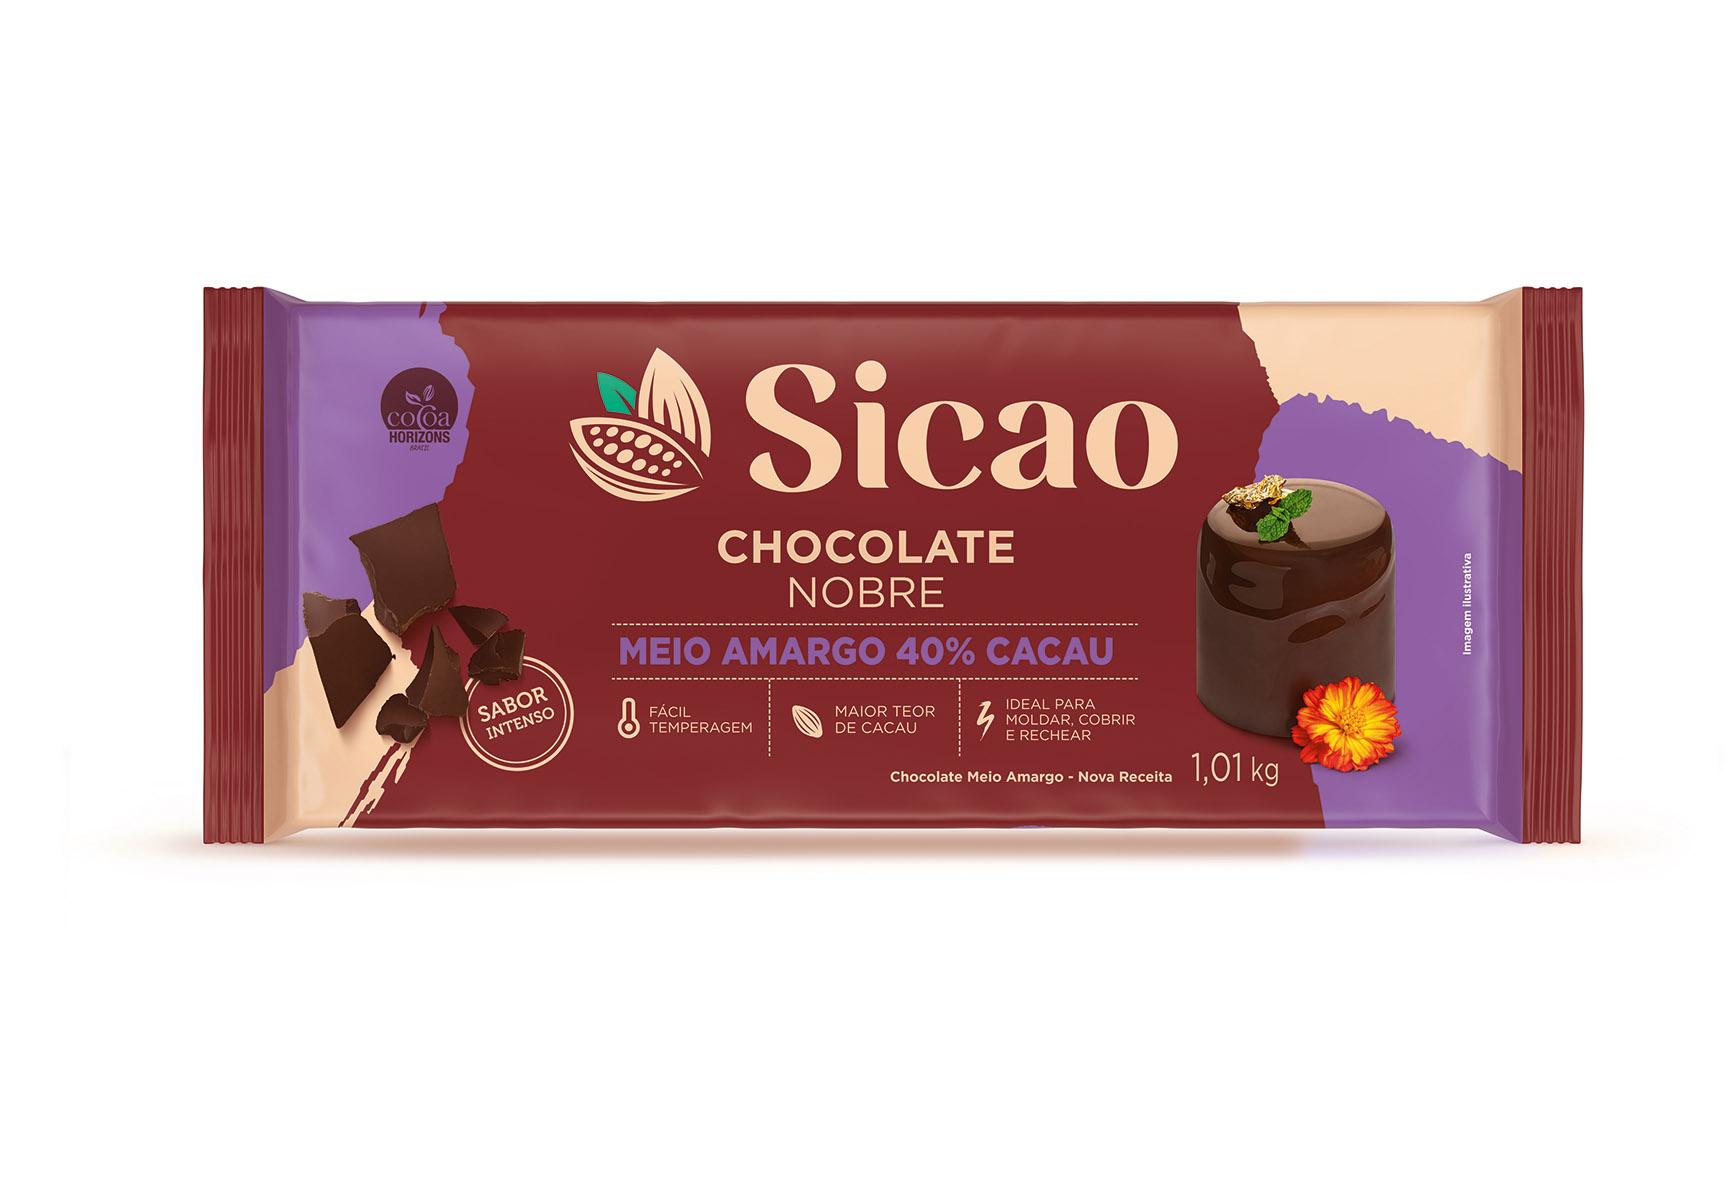 cocoa
HORIZONS
BRAZIL
Sicao
CHOCOLATE
NOBRE
MEIO AMARGO 40% CACAU
SABOR
INTENSO
FÁCIL
TEMPERAGEM
MAIOR TEOR
DE CACAU
IDEAL PARA
MOLDAR, COBRIR
E RECHEAR
Chocolate Meio Amargo - Nova Receita
1,01 kg
Imagem ilustrativa